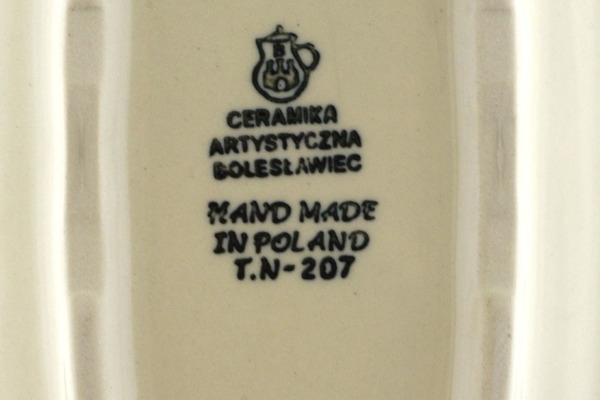 B
CERAMIKA
ARTYSTYCZNA
BOLESŁAWIEC
HAND MADE
IN POLAND
T.N-207